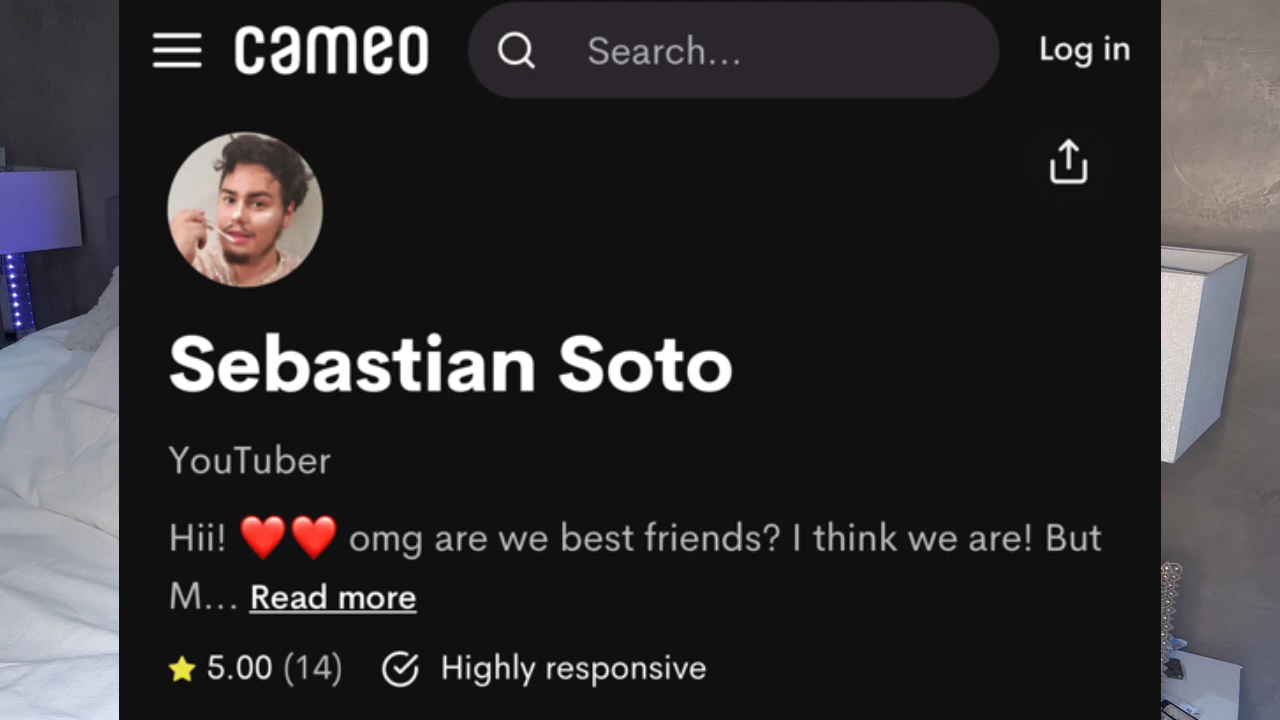 cameo Search... Log in
Sebastian Soto
YouTuber
Hii! ❤️❤️ omg are we best friends? I think we are! But
M... Read more
5.00 (14) Highly responsive